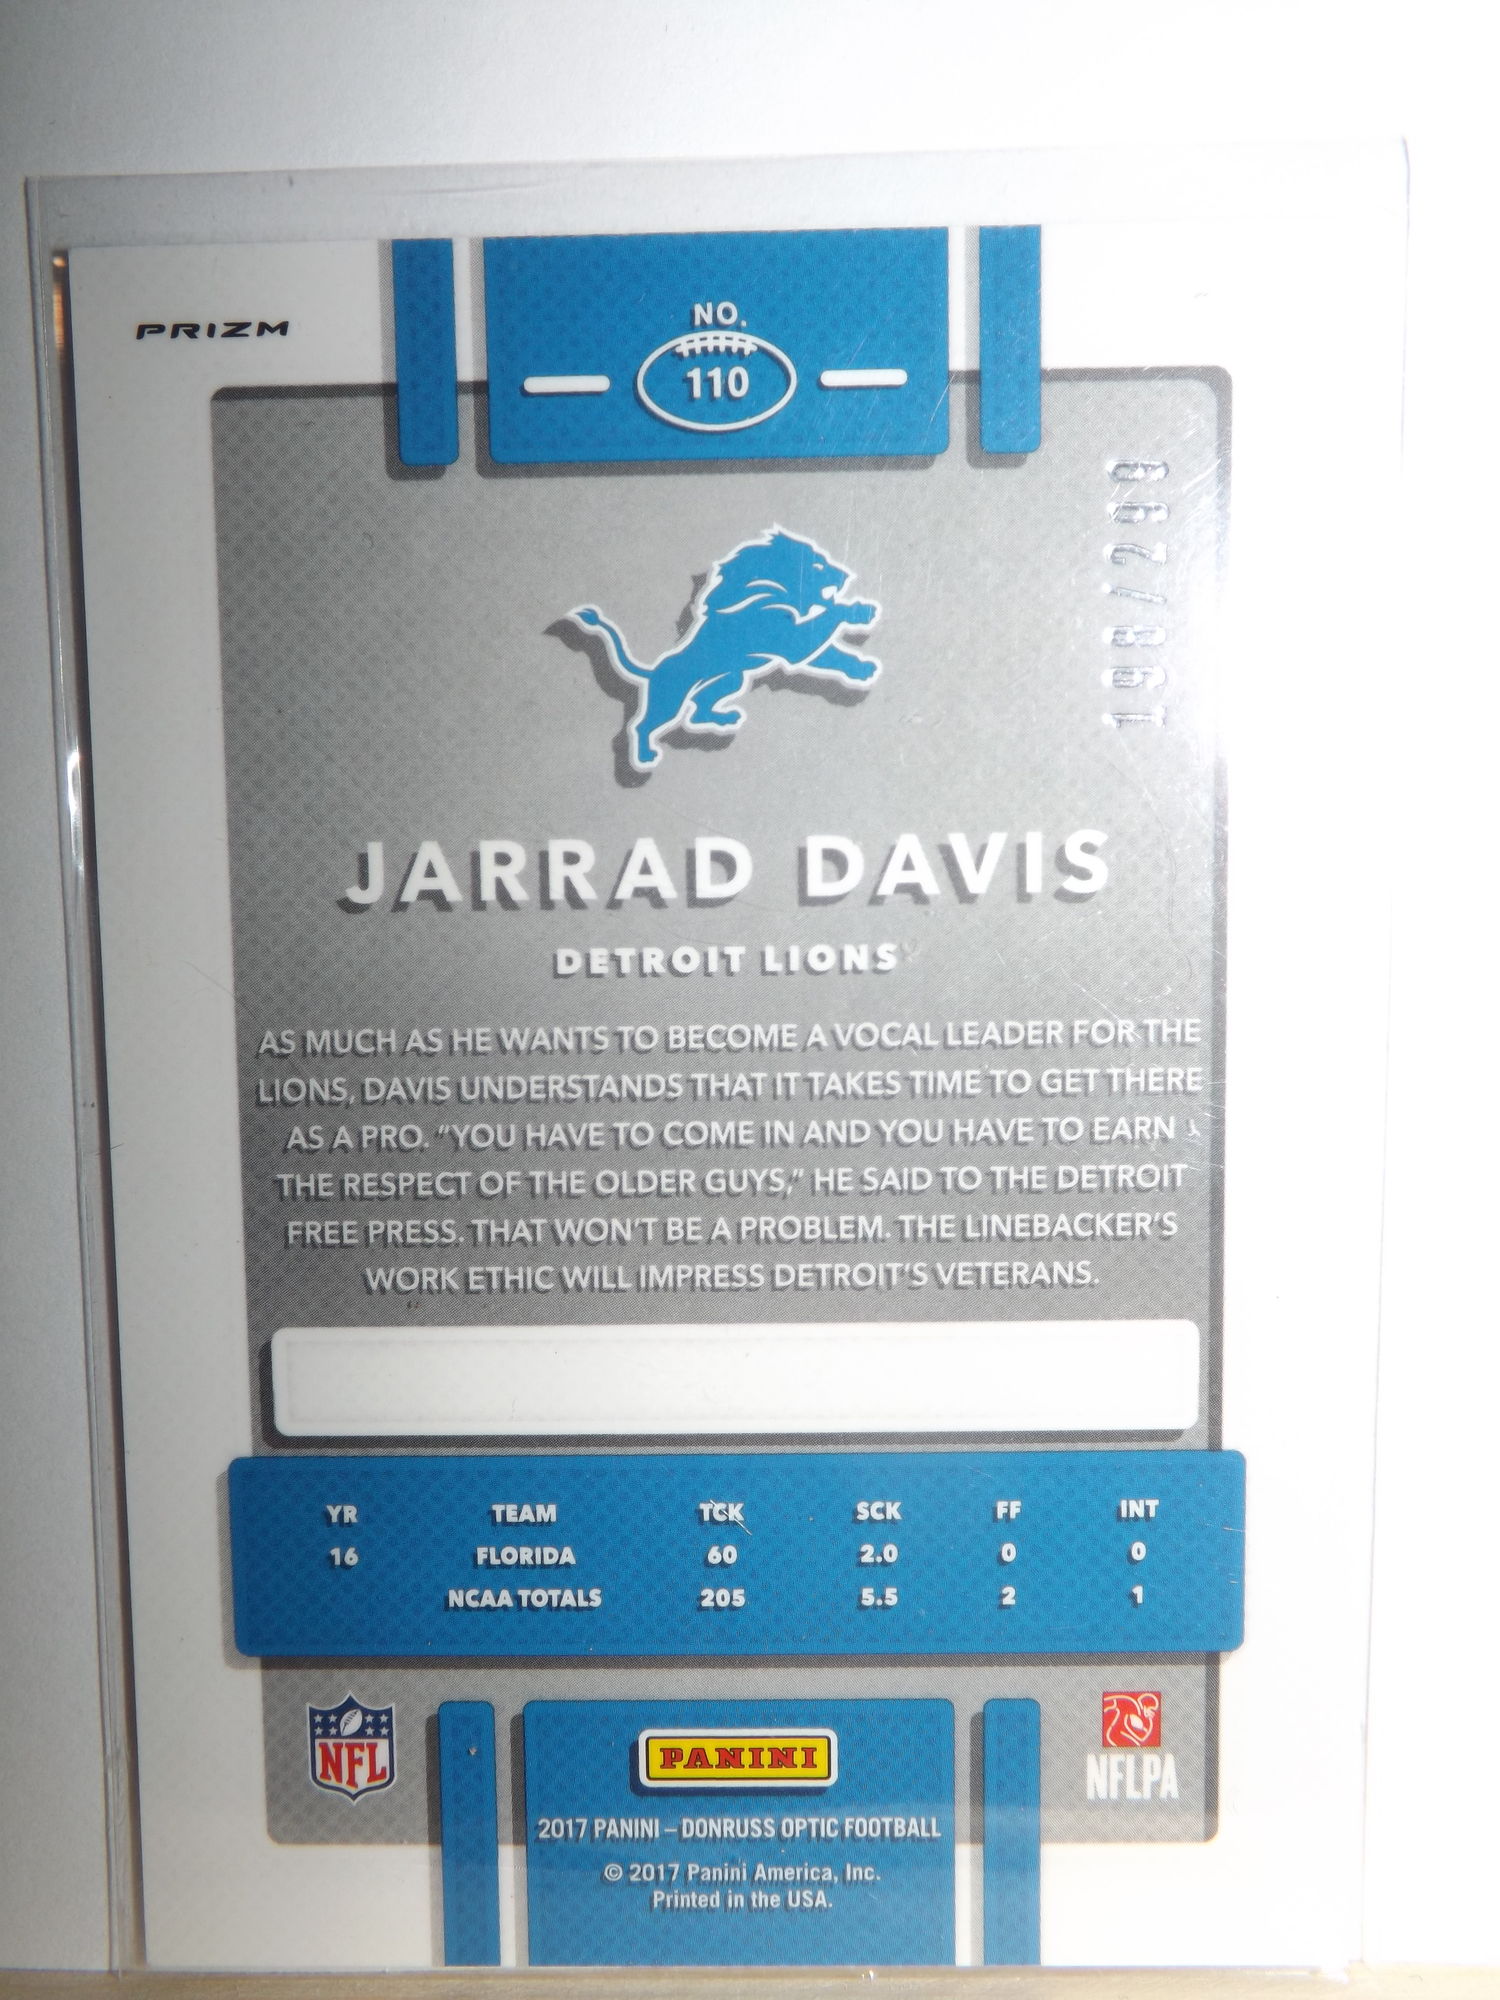 PRIZM
NO.
110
198/299
JARRAD DAVIS
DETROIT LIONS
AS MUCH AS HE WANTS TO BECOME A VOCAL LEADER FOR THE
LIONS, DAVIS UNDERSTANDS THAT IT TAKES TIME TO GET THERE
AS A PRO. "YOU HAVE TO COME IN AND YOU HAVE TO EARN
THE RESPECT OF THE OLDER GUYS," HE SAID TO THE DETROIT
FREE PRESS. THAT WON'T BE A PROBLEM. THE LINEBACKER'S
WORK ETHIC WILL IMPRESS DETROIT'S VETERANS.
YR TEAM TCK SCK FF INT
16 FLORIDA 60 2.0 0 0
NCAA TOTALS 205 5.5 2 1
NFL
PANINI
NFLPA
2017 PANINI – DONRUSS OPTIC FOOTBALL
© 2017 Panini America, Inc.
Printed in the USA.